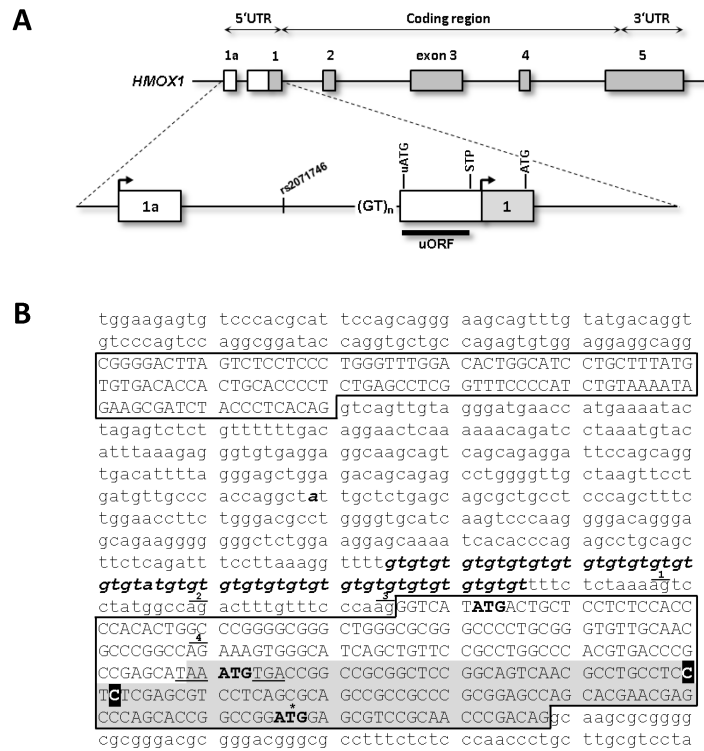 A
5'UTR Coding region 3'UTR
1a 1 2 exon 3 4 5
HMOX1
rs2071746 uATG STP ATG
1a (GT)n 1
uORF
B
tggaagagtg tcccacgcat tccagcaggg aagcagtttg tatgacaggt
gtcccagtcc aggcggatac caggtgctgc cagagtgtgg aggaggcagg
CGGGGACTTA GTCTCCTCCC TGGGTTTGGA CACTGGCATC CTGCTTTATG
TGTGACACCA CTGCACCCCT CTGAGCCTCG GTTTCCCCAT CTGTAAAATA
GAAGCGATCT ACCCTCACAG gtcagttgta gggatgaacc atgaaaatac
tagagtctct gttttttgac aggaactcaa aaaacagatc ctaaatgtac
atttaaagag ggtgtgagga ggcaagcagt cagcagagga ttccagcagg
tgacatttta gggagctgga gacagcagag cctggggttg ctaagttcct
gatgttgccc accaggctat tgctctgagc agcgctgcct cccagctttc
tggaaccttc tgggacgcct ggggtgcatc aagtcccaag gggacaggga
gcagaagggg gggctctgga aggagcaaaa tcacacccag agcctgcagc
ttctcagatt tccttaaagg ttttgtgtgt gtgtgtgtgt gtgtgtgtgt
1
gtgtatgtgt gtgtgtgtgt gtgtgtgtgt gtgtgttttc tctaaaagtc
2 3
ctatggccag actttgtttc ccaagGGTCA TATGACTGCT CCTCTCCACC
CCACACTGGC CCGGGGCGGG CTGGGCGCGG GCCCCTGCGG GTGTTGCAAC
4
GCCCGGCCAG AAAGTGGGCA TCAGCTGTTC CGCCTGGCCC ACGTGACCCG
CCGAGCATAA ATGTGACCGG CCGCGGCTCC GGCAGTCAAC GCCTGCCTCC
TCTCGAGCGT CCTCAGCGCA GCCGCCGCCC GCGGAGCCAG CACGAACGAG
*
CCCAGCACCG GCCGGATGGA GCGTCCGCAA CCCGACAGgc aagcgcgggg
cgcgggacgc gggacgggcg cctttctctc ccaaccctgc ttgcgtccta